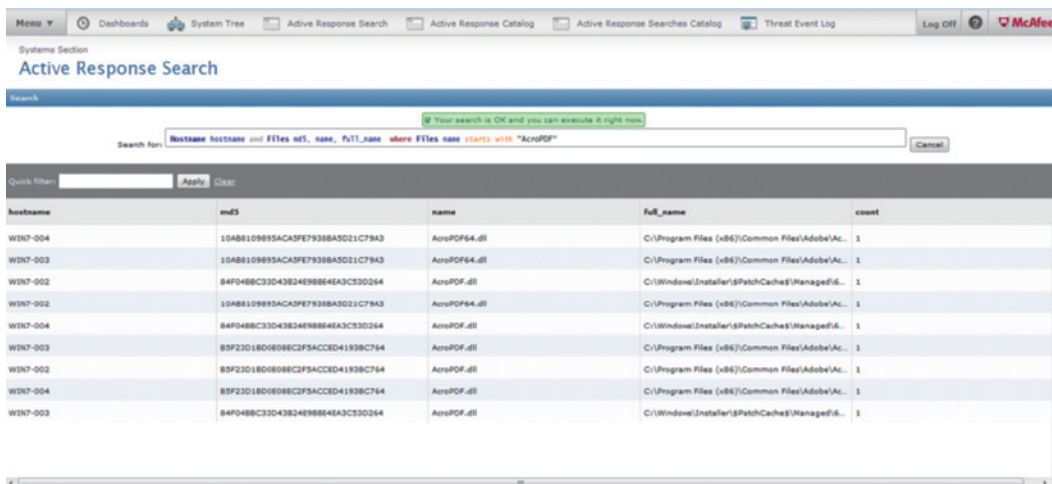 Menu ▼ Dashboards System Tree Active Response Search Active Response Catalog Active Response Searches Catalog Threat Event Log Log Off ? McAfee
Systems Section
Active Response Search
Search
Your search is OK and you can execute it right now.
Search for: Hostname hostname and Files md5, name, full_name where Files name starts with "AcroPDF" Cancel
Quick filter: Apply Clear
hostname md5 name full_name count
WIN7-004 10AB8109895ACA5FE7938BA5D21C79A3 AcroPDF64.dll C:\Program Files (x86)\Common Files\Adobe\Ac... 1
WIN7-003 10AB8109895ACA5FE7938BA5D21C79A3 AcroPDF64.dll C:\Program Files (x86)\Common Files\Adobe\Ac... 1
WIN7-002 84F04BBC33D43B24E9BBE4EA3C53D264 AcroPDF.dll C:\Windows\Installer\$PatchCache$\Managed\6... 1
WIN7-002 10AB8109895ACA5FE7938BA5D21C79A3 AcroPDF64.dll C:\Program Files (x86)\Common Files\Adobe\Ac... 1
WIN7-004 84F04BBC33D43B24E9BBE4EA3C53D264 AcroPDF.dll C:\Windows\Installer\$PatchCache$\Managed\6... 1
WIN7-003 B5F23D1BD0E08EC2F5ACCED4193BC764 AcroPDF.dll C:\Program Files (x86)\Common Files\Adobe\Ac... 1
WIN7-002 B5F23D1BD0E08EC2F5ACCED4193BC764 AcroPDF.dll C:\Program Files (x86)\Common Files\Adobe\Ac... 1
WIN7-004 B5F23D1BD0E08EC2F5ACCED4193BC764 AcroPDF.dll C:\Program Files (x86)\Common Files\Adobe\Ac... 1
WIN7-003 84F04BBC33D43B24E9BBE4EA3C53D264 AcroPDF.dll C:\Windows\Installer\$PatchCache$\Managed\6... 1